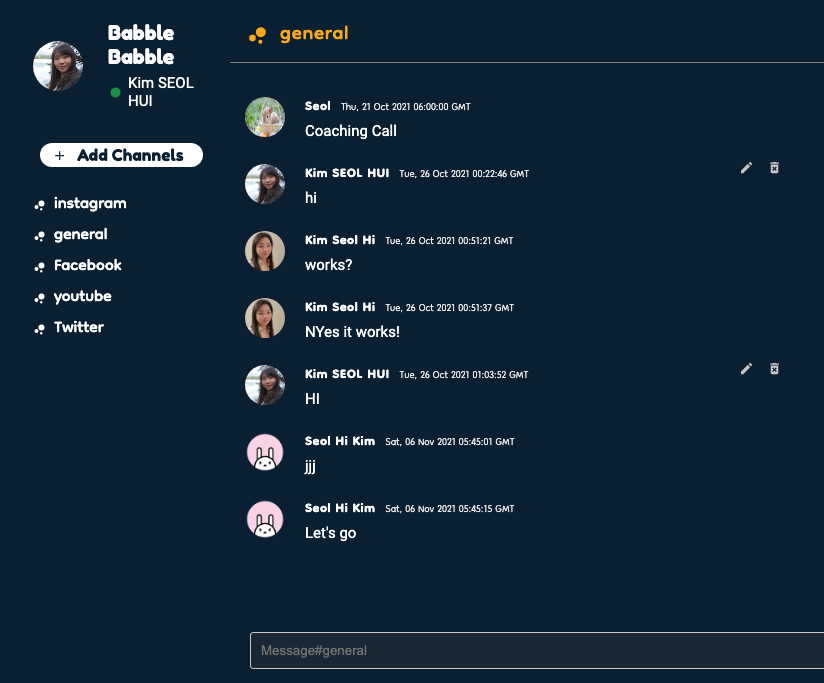 Babble
Babble
Kim SEOL
HUI
+ Add Channels
instagram
general
Facebook
youtube
Twitter
general
Seol Thu, 21 Oct 2021 06:00:00 GMT
Coaching Call
Kim SEOL HUI Tue, 26 Oct 2021 00:22:46 GMT
hi
Kim Seol Hi Tue, 26 Oct 2021 00:51:21 GMT
works?
Kim Seol Hi Tue, 26 Oct 2021 00:51:37 GMT
NYes it works!
Kim SEOL HUI Tue, 26 Oct 2021 01:03:52 GMT
HI
Seol Hi Kim Sat, 06 Nov 2021 05:45:01 GMT
jjj
Seol Hi Kim Sat, 06 Nov 2021 05:45:15 GMT
Let's go
Message#general